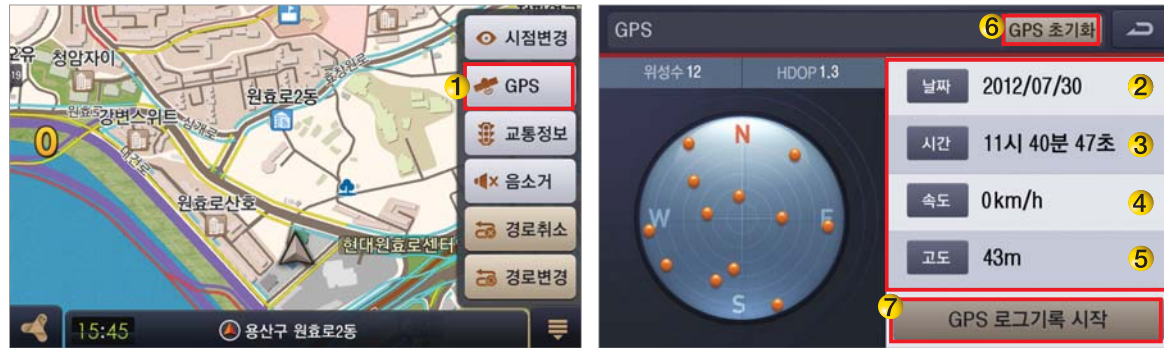 시점변경
GPS
교통정보
음소거
경로취소
경로변경
1
청암자이
19
원효로2동
강변스위트
삼개로
원효로산호
현대원효로센터
0
15:45
용산구 원효로2동
GPS
6
GPS 초기화
위성수 12
HDOP 1.3
N
W
E
S
날짜 2012/07/30 2
시간 11시 40분 47초 3
속도 0km/h 4
고도 43m 5
7
GPS 로그기록 시작